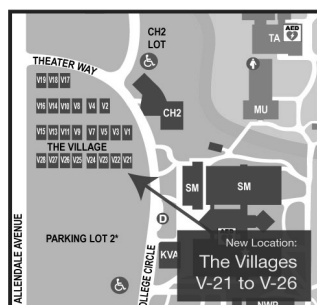 CH2
LOT
TA
AED
THEATER WAY
V19 V18 V17
V16 V14 V10 V8 V4 V2
CH2
MU
V15 V13 V11 V9 V7 V5 V3 V1
THE VILLAGE
V28 V27 V26 V25 V24 V23 V22 V21
SM
SM
D
ALLENDALE AVENUE
PARKING LOT 2*
COLLEGE CIRCLE
KVA
New Location:
The Villages
V-21 to V-26